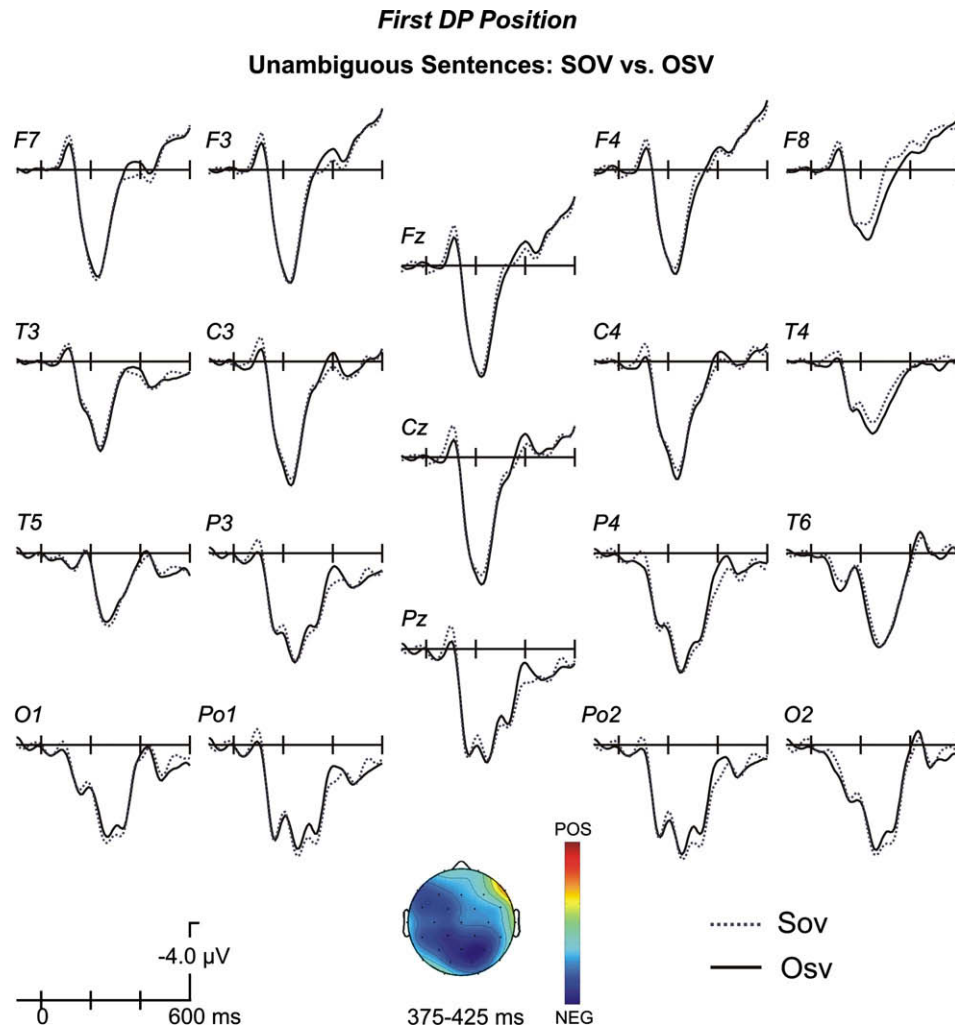 First DP Position
Unambiguous Sentences: SOV vs. OSV
F7 F3 F4 F8
Fz
T3 C3 C4 T4
Cz
T5 P3 P4 T6
Pz
O1 Po1 Po2 O2
POS
-4.0 µV
Sov
Osv
0 600 ms
375-425 ms
NEG